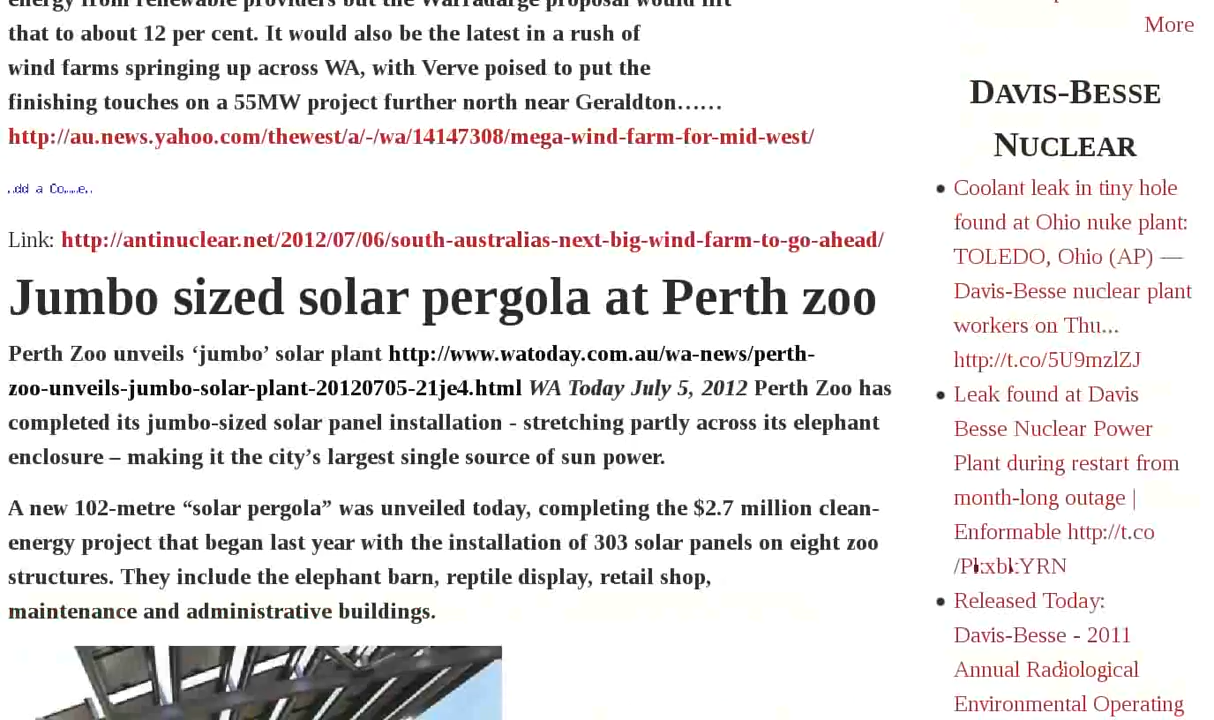 energy from renewable providers but the Warradarge proposal would lift
that to about 12 per cent. It would also be the latest in a rush of
wind farms springing up across WA, with Verve poised to put the
finishing touches on a 55MW project further north near Geraldton……
http://au.news.yahoo.com/thewest/a/-/wa/14147308/mega-wind-farm-for-mid-west/
Link: http://antinuclear.net/2012/07/06/south-australias-next-big-wind-farm-to-go-ahead/
Jumbo sized solar pergola at Perth zoo
Perth Zoo unveils ‘jumbo’ solar plant http://www.watoday.com.au/wa-news/perth-
zoo-unveils-jumbo-solar-plant-20120705-21je4.html WA Today July 5, 2012 Perth Zoo has
completed its jumbo-sized solar panel installation - stretching partly across its elephant
enclosure – making it the city’s largest single source of sun power.
A new 102-metre “solar pergola” was unveiled today, completing the $2.7 million clean-
energy project that began last year with the installation of 303 solar panels on eight zoo
structures. They include the elephant barn, reptile display, retail shop,
maintenance and administrative buildings.
More
Davis-Besse
Nuclear
Coolant leak in tiny hole
found at Ohio nuke plant:
TOLEDO, Ohio (AP) —
Davis-Besse nuclear plant
workers on Thu...
http://t.co/5U9mzlZJ
Leak found at Davis
Besse Nuclear Power
Plant during restart from
month-long outage |
Enformable http://t.co
/PkxbkYRN
Released Today:
Davis-Besse - 2011
Annual Radiological
Environmental Operating